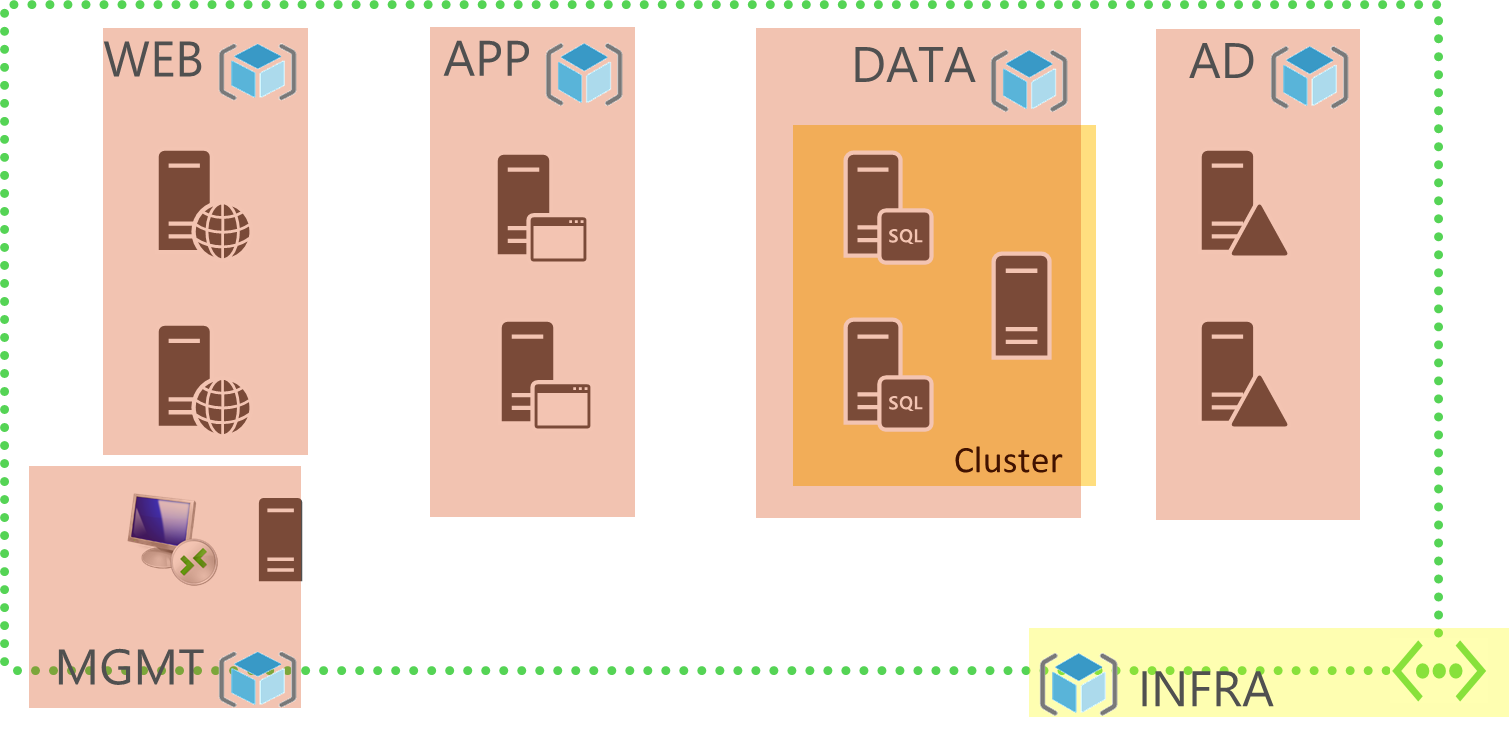 WEB
APP
DATA
AD
SQL
SQL
Cluster
MGMT
INFRA